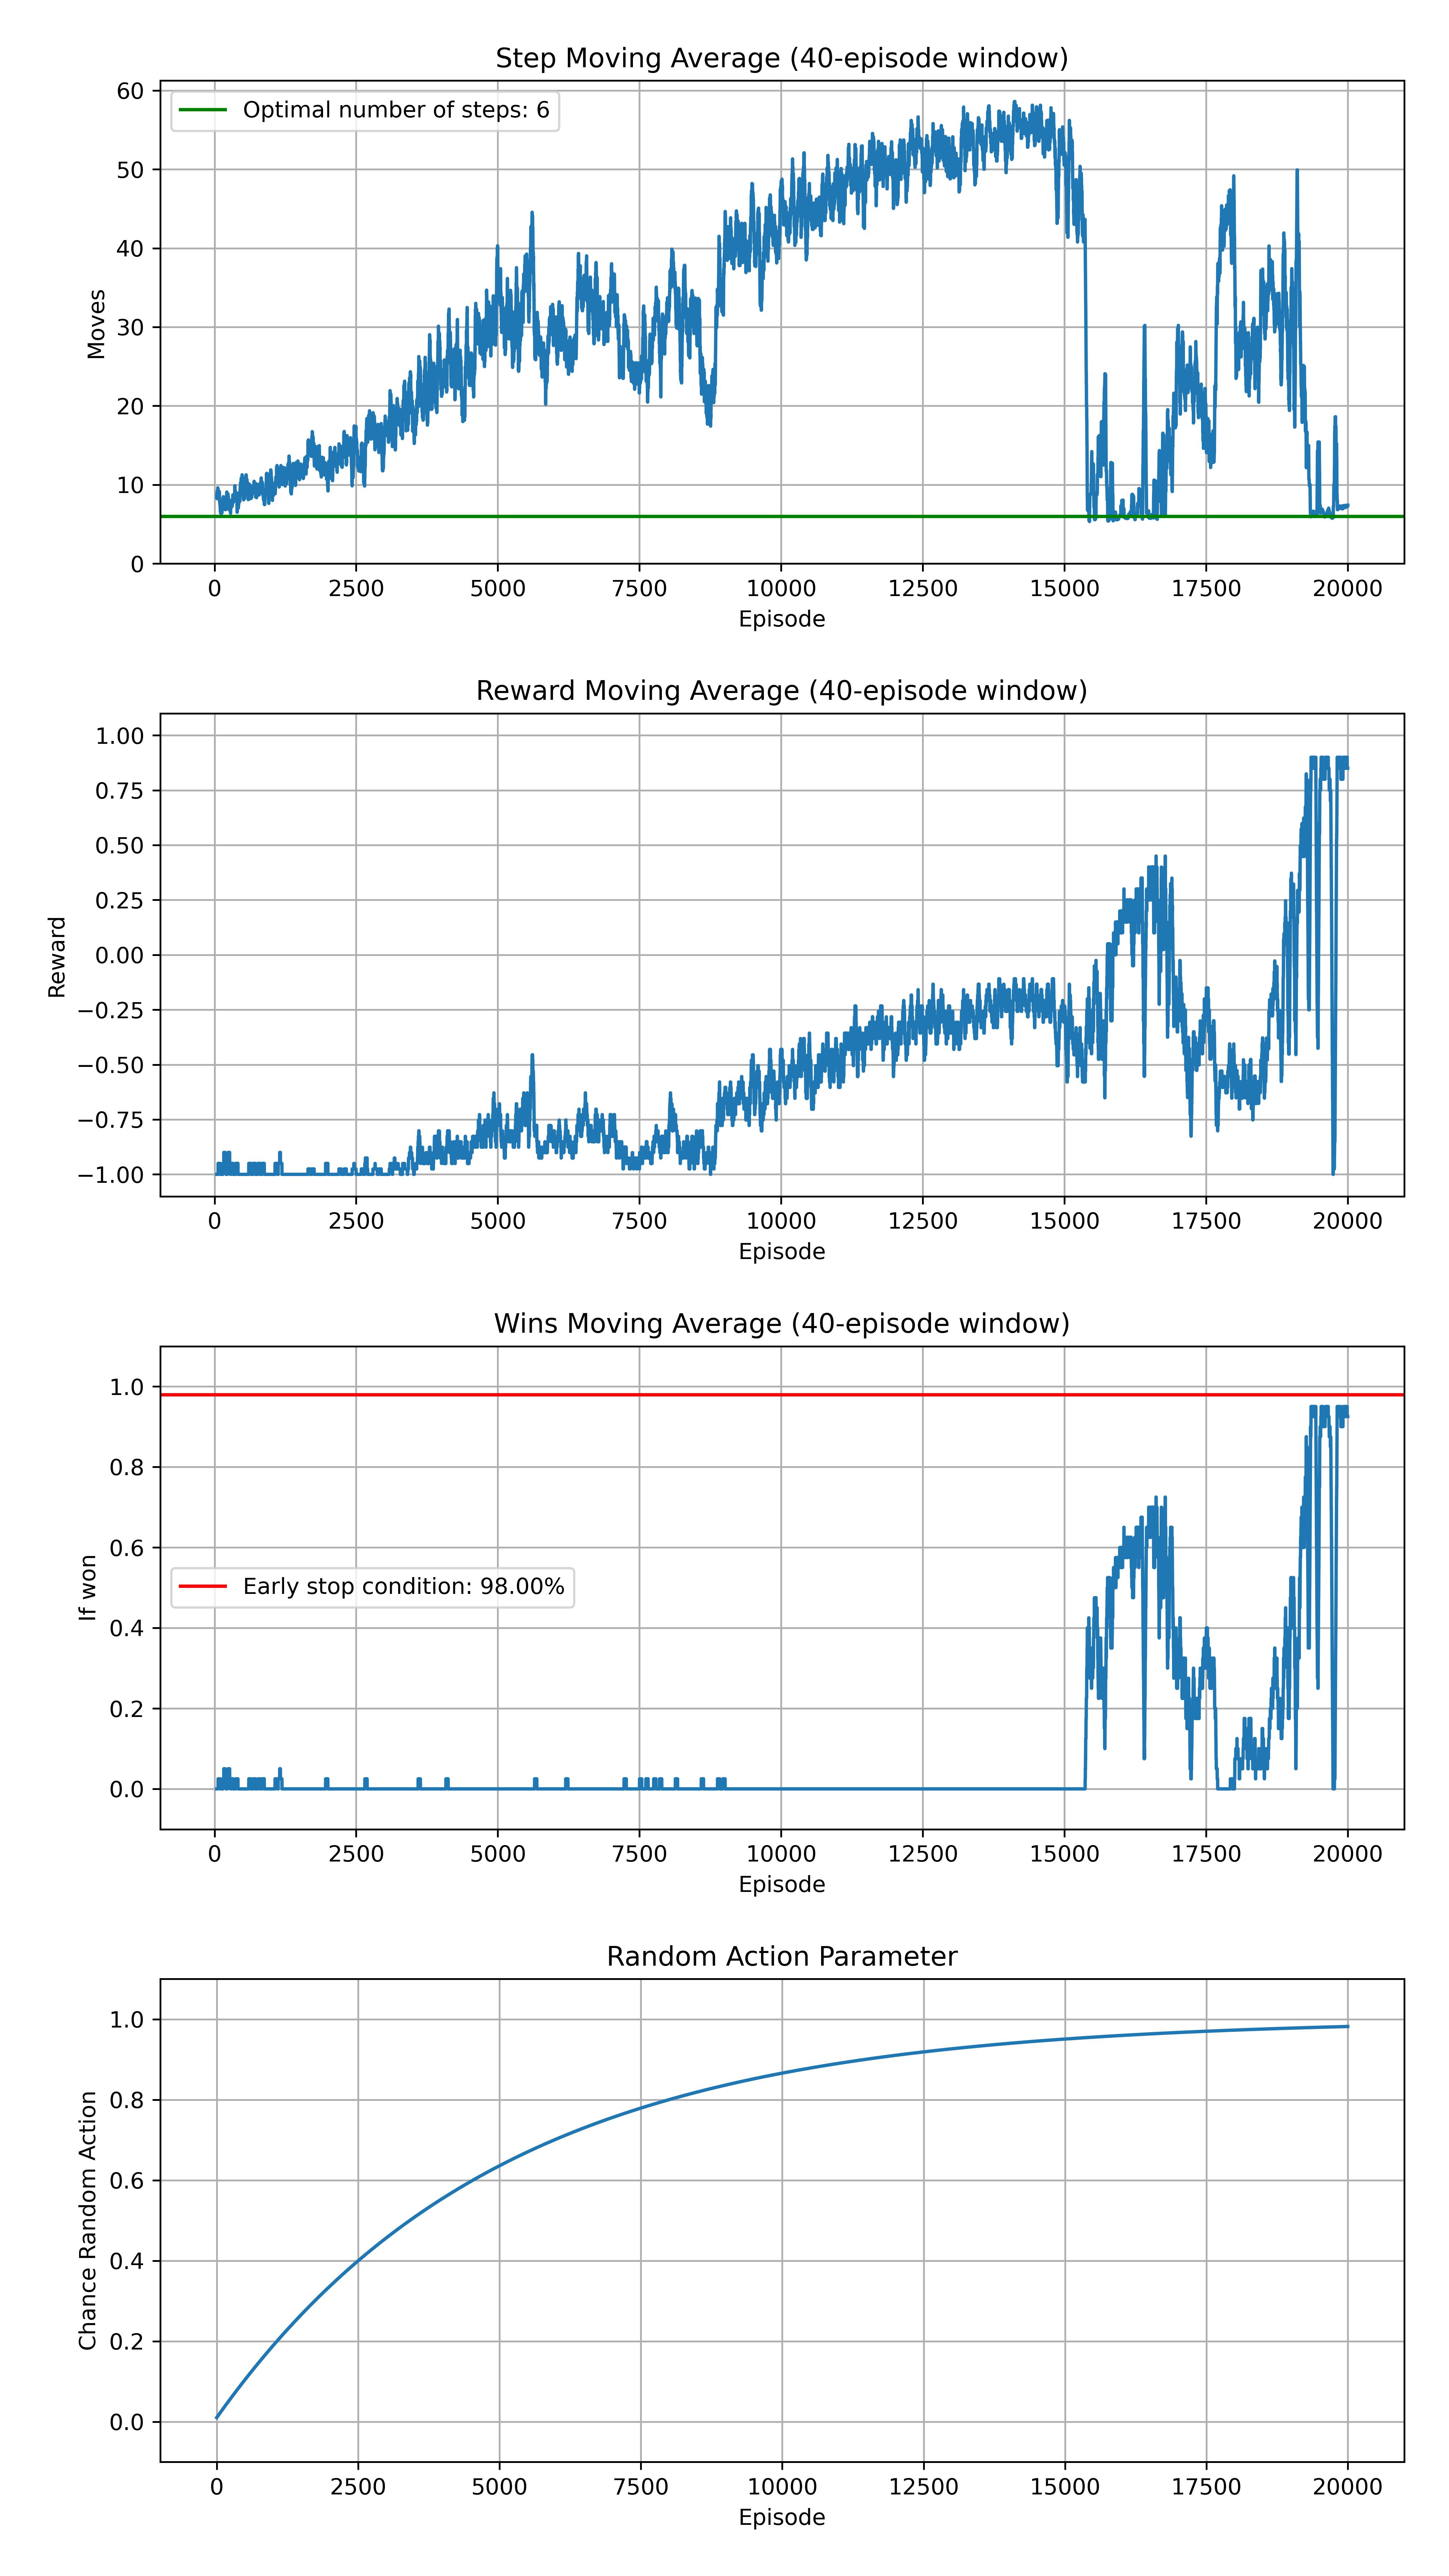 Step Moving Average (40-episode window)
60
50
40
30
20
10
0
Moves
Optimal number of steps: 6
0 2500 5000 7500 10000 12500 15000 17500 20000
Episode
Reward Moving Average (40-episode window)
1.00
0.75
0.50
0.25
0.00
−0.25
−0.50
−0.75
−1.00
Reward
0 2500 5000 7500 10000 12500 15000 17500 20000
Episode
Wins Moving Average (40-episode window)
1.0
0.8
0.6
0.4
0.2
0.0
If won
Early stop condition: 98.00%
0 2500 5000 7500 10000 12500 15000 17500 20000
Episode
Random Action Parameter
1.0
0.8
0.6
0.4
0.2
0.0
Chance Random Action
0 2500 5000 7500 10000 12500 15000 17500 20000
Episode